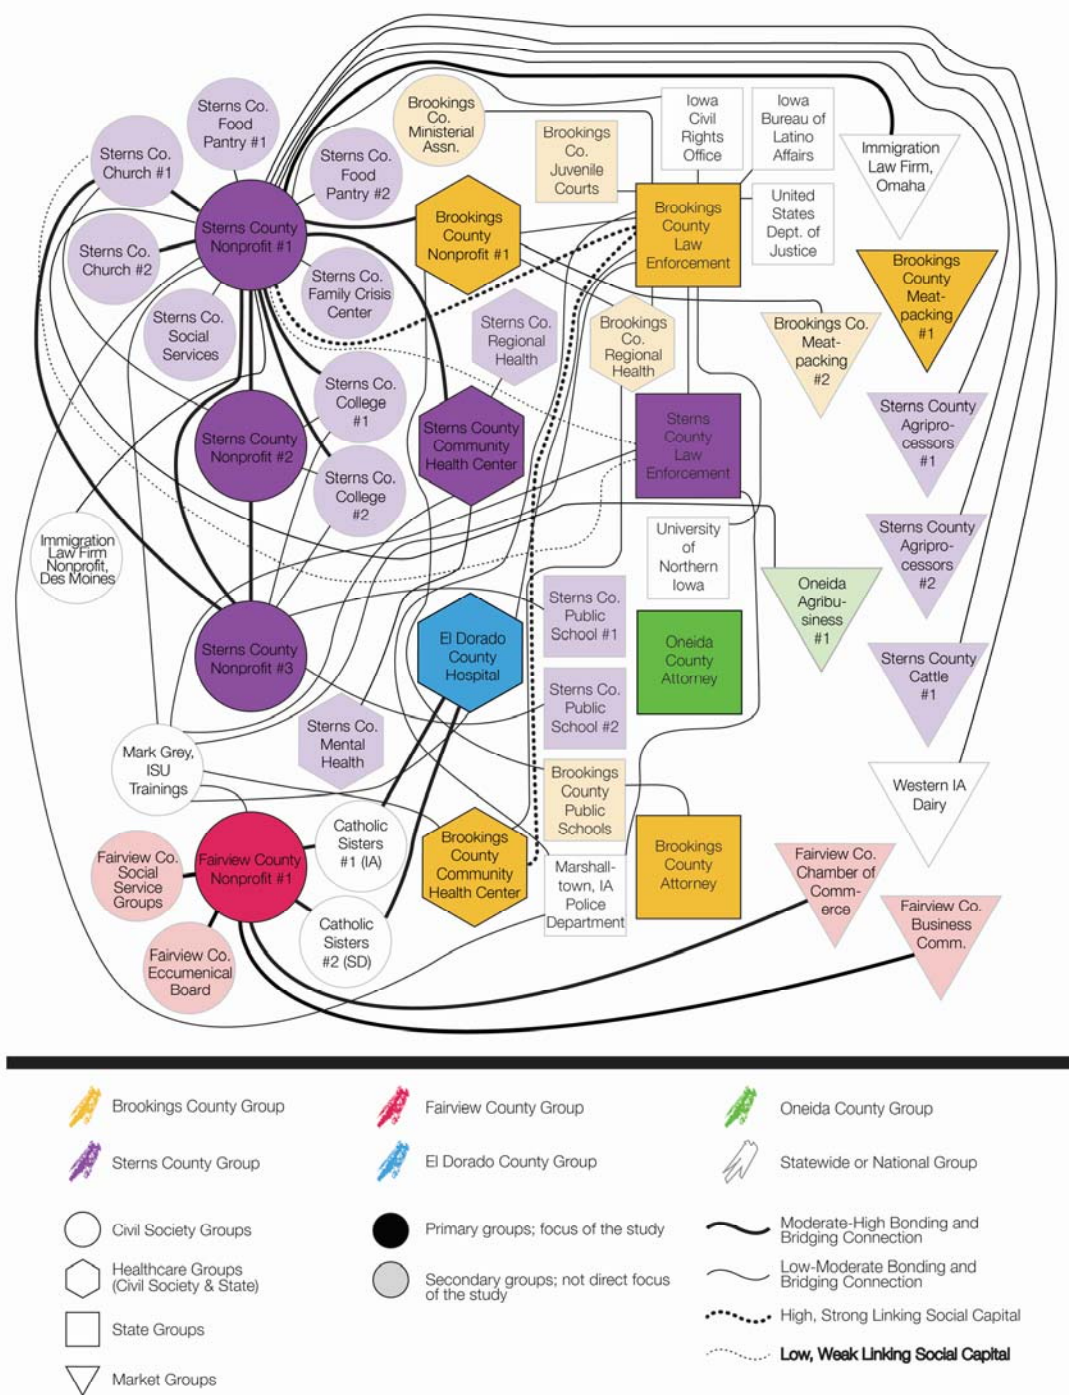 Sterns Co.
Food
Pantry #1
Brookings
Co.
Ministerial
Assn.
Iowa
Civil
Rights
Office
Iowa
Bureau of
Latino
Affairs
Sterns Co.
Church #1
Sterns Co.
Food
Pantry #2
Brookings
Co.
Juvenile
Courts
Immigration
Law Firm,
Omaha
Sterns County
Nonprofit #1
Brookings
County
Nonprofit #1
Brookings
County
Law
Enforcement
United
States
Dept. of
Justice
Sterns Co.
Church #2
Sterns Co.
Family Crisis
Center
Brookings
County
Meat-
packing
#1
Sterns Co.
Social
Services
Sterns Co.
Regional
Health
Brookings
Co.
Regional
Health
Brookings Co.
Meat-
packing
#2
Sterns Co.
College
#1
Sterns County
Nonprofit #2
Sterns County
Community
Health Center
Sterns
County
Law
Enforcement
Sterns County
Agripro-
cessors
#1
Sterns Co.
College
#2
Immigration
Law Firm
Nonprofit,
Des Moines
University
of
Northern
Iowa
Sterns County
Agripro-
cessors
#2
Oneida
Agribu-
siness
#1
Sterns County
Nonprofit #3
El Dorado
County
Hospital
Sterns Co.
Public
School #1
Oneida
County
Attorney
Sterns County
Cattle
#1
Sterns Co.
Public
School #2
Mark Grey,
ISU
Trainings
Sterns Co.
Mental
Health
Brookings
County
Public
Schools
Western IA
Dairy
Fairview Co.
Social
Service
Groups
Fairview County
Nonprofit #1
Catholic
Sisters
#1 (IA)
Brookings
County
Community
Health Center
Marshall-
town, IA
Police
Department
Brookings
County
Attorney
Fairview Co.
Chamber of
Comm-
erce
Fairview Co.
Business
Comm.
Fairview Co.
Eccumenical
Board
Catholic
Sisters
#2 (SD)
Brookings County Group
Fairview County Group
Oneida County Group
Sterns County Group
El Dorado County Group
Statewide or National Group
Civil Society Groups
Primary groups; focus of the study
Moderate-High Bonding and
Bridging Connection
Healthcare Groups
(Civil Society & State)
Secondary groups; not direct focus
of the study
Low-Moderate Bonding and
Bridging Connection
State Groups
High, Strong Linking Social Capital
Market Groups
Low, Weak Linking Social Capital